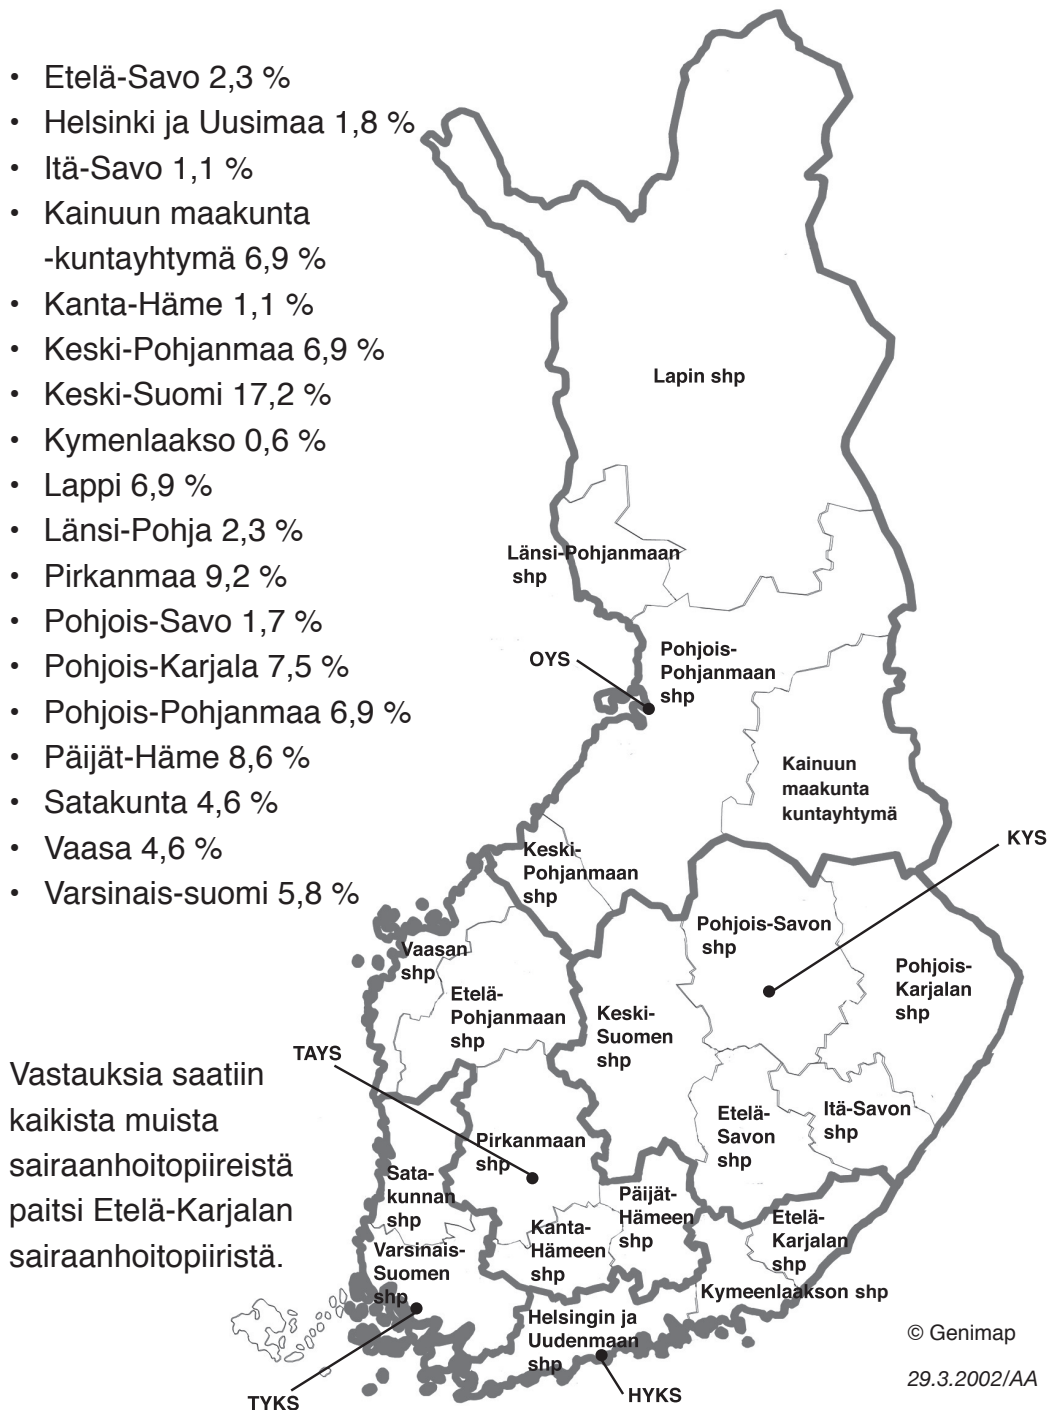 • Etelä-Savo 2,3 %
• Helsinki ja Uusimaa 1,8 %
• Itä-Savo 1,1 %
• Kainuun maakunta
-kuntayhtymä 6,9 %
• Kanta-Häme 1,1 %
• Keski-Pohjanmaa 6,9 %
• Keski-Suomi 17,2 %
• Kymenlaakso 0,6 %
• Lappi 6,9 %
• Länsi-Pohja 2,3 %
• Pirkanmaa 9,2 %
• Pohjois-Savo 1,7 %
• Pohjois-Karjala 7,5 %
• Pohjois-Pohjanmaa 6,9 %
• Päijät-Häme 8,6 %
• Satakunta 4,6 %
• Vaasa 4,6 %
• Varsinais-suomi 5,8 %
Vastauksia saatiin
kaikista muista
sairaanhoitopiireistä
paitsi Etelä-Karjalan
sairaanhoitopiiristä.
Lapin shp
Länsi-Pohjanmaan
shp
OYS
Pohjois-
Pohjanmaan
shp
Kainuun
maakunta
kuntayhtymä
KYS
Keski-
Pohjanmaan
shp
Pohjois-Savon
shp
Vaasan
shp
Pohjois-
Karjalan
shp
Etelä-
Pohjanmaan
shp
Keski-
Suomen
shp
TAYS
Etelä-
Savon
shp
Itä-Savon
shp
Pirkanmaan
shp
Sata-
kunnan
shp
Päijät-
Hämeen
shp
Kanta-
Hämeen
shp
Etelä-
Karjalan
shp
Varsinais-
Suomen
shp
Kymeenlaakson shp
Helsingin ja
Uudenmaan
shp
TYKS
HYKS
© Genimap
29.3.2002/AA